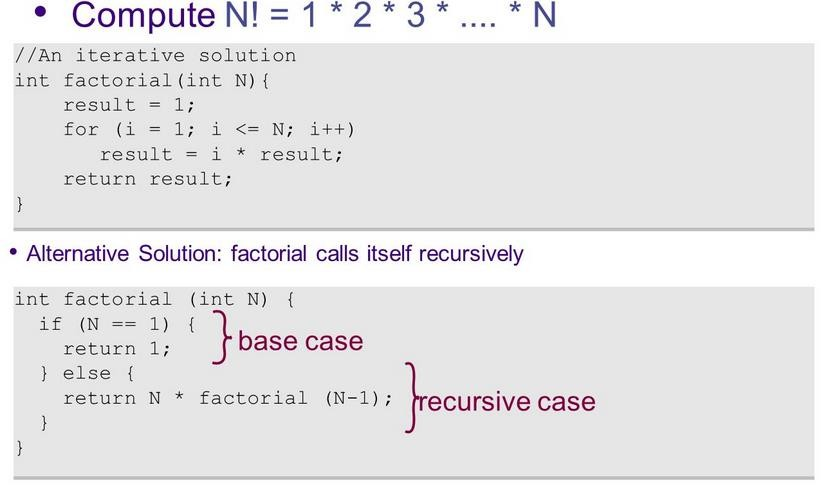 • Compute N! = 1 * 2 * 3 * .... * N
//An iterative solution
int factorial(int N){
    result = 1;
    for (i = 1; i <= N; i++)
       result = i * result;
    return result;
}
• Alternative Solution: factorial calls itself recursively
int factorial (int N) {
  if (N == 1) {
    return 1;
base case
  } else {
    return N * factorial (N-1);
recursive case
  }
}